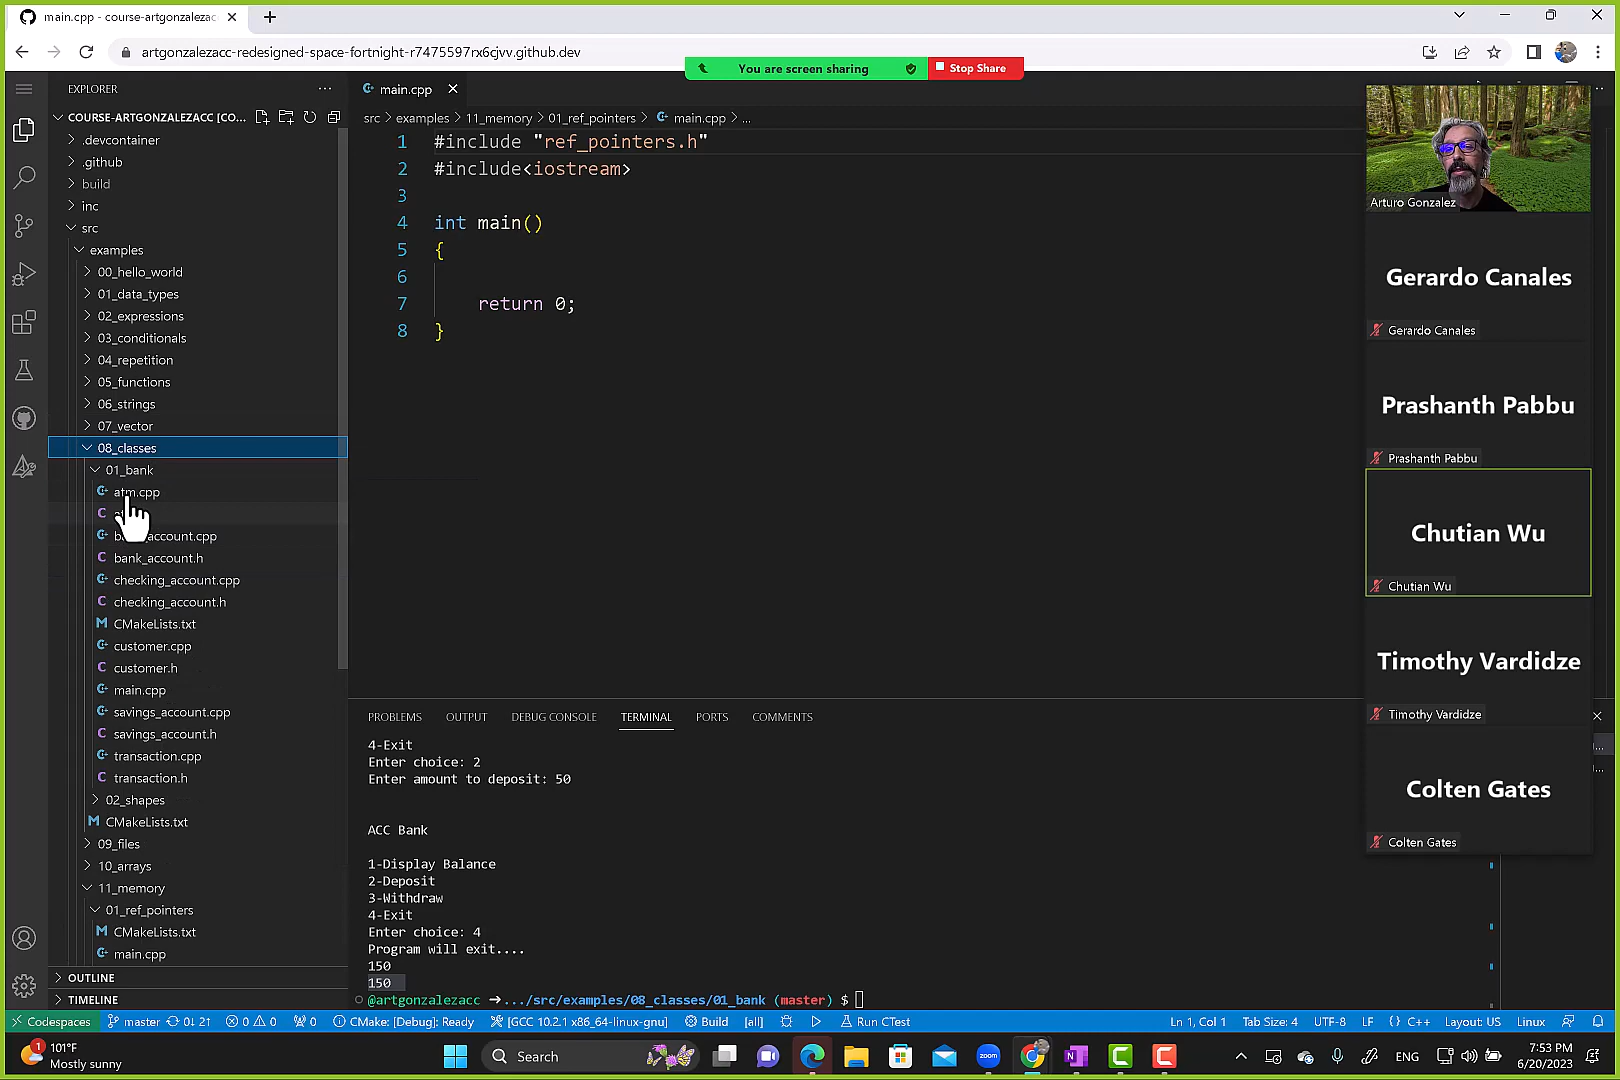 main.cpp - course-artgonzalezacc
artgonzalezacc-redesigned-space-fortnight-r7475597rx6cjvv.github.dev
You are screen sharing
Stop Share
EXPLORER
COURSE-ARTGONZALEZACC [CO...
.devcontainer
.github
build
inc
src
examples
00_hello_world
01_data_types
02_expressions
03_conditionals
04_repetition
05_functions
06_strings
07_vector
08_classes
01_bank
atm.cpp
account.cpp
bank_account.h
checking_account.cpp
checking_account.h
CMakeLists.txt
customer.cpp
customer.h
main.cpp
savings_account.cpp
savings_account.h
transaction.cpp
transaction.h
02_shapes
CMakeLists.txt
09_files
10_arrays
11_memory
01_ref_pointers
CMakeLists.txt
main.cpp
OUTLINE
TIMELINE
main.cpp
src > examples > 11_memory > 01_ref_pointers > main.cpp > ...
1 #include "ref_pointers.h"
2 #include<iostream>
3
4 int main()
5 {
6
7 return 0;
8 }
PROBLEMS OUTPUT DEBUG CONSOLE TERMINAL PORTS COMMENTS
4-Exit
Enter choice: 2
Enter amount to deposit: 50
ACC Bank
1-Display Balance
2-Deposit
3-Withdraw
4-Exit
Enter choice: 4
Program will exit....
150
150
@artgonzalezacc →.../src/examples/08_classes/01_bank (master) $
Arturo Gonzalez
Gerardo Canales
Gerardo Canales
Prashanth Pabbu
Prashanth Pabbu
Chutian Wu
Chutian Wu
Timothy Vardidze
Timothy Vardidze
Colten Gates
Colten Gates
Codespaces master 0↓ 2↑ 0 0 0 CMake: [Debug]: Ready [GCC 10.2.1 x86_64-linux-gnu] Build [all] Run CTest Ln 1, Col 1 Tab Size: 4 UTF-8 LF {} C++ Layout: US Linux
1
101°F
Mostly sunny
Search
zoom
ENG
7:53 PM
6/20/2023